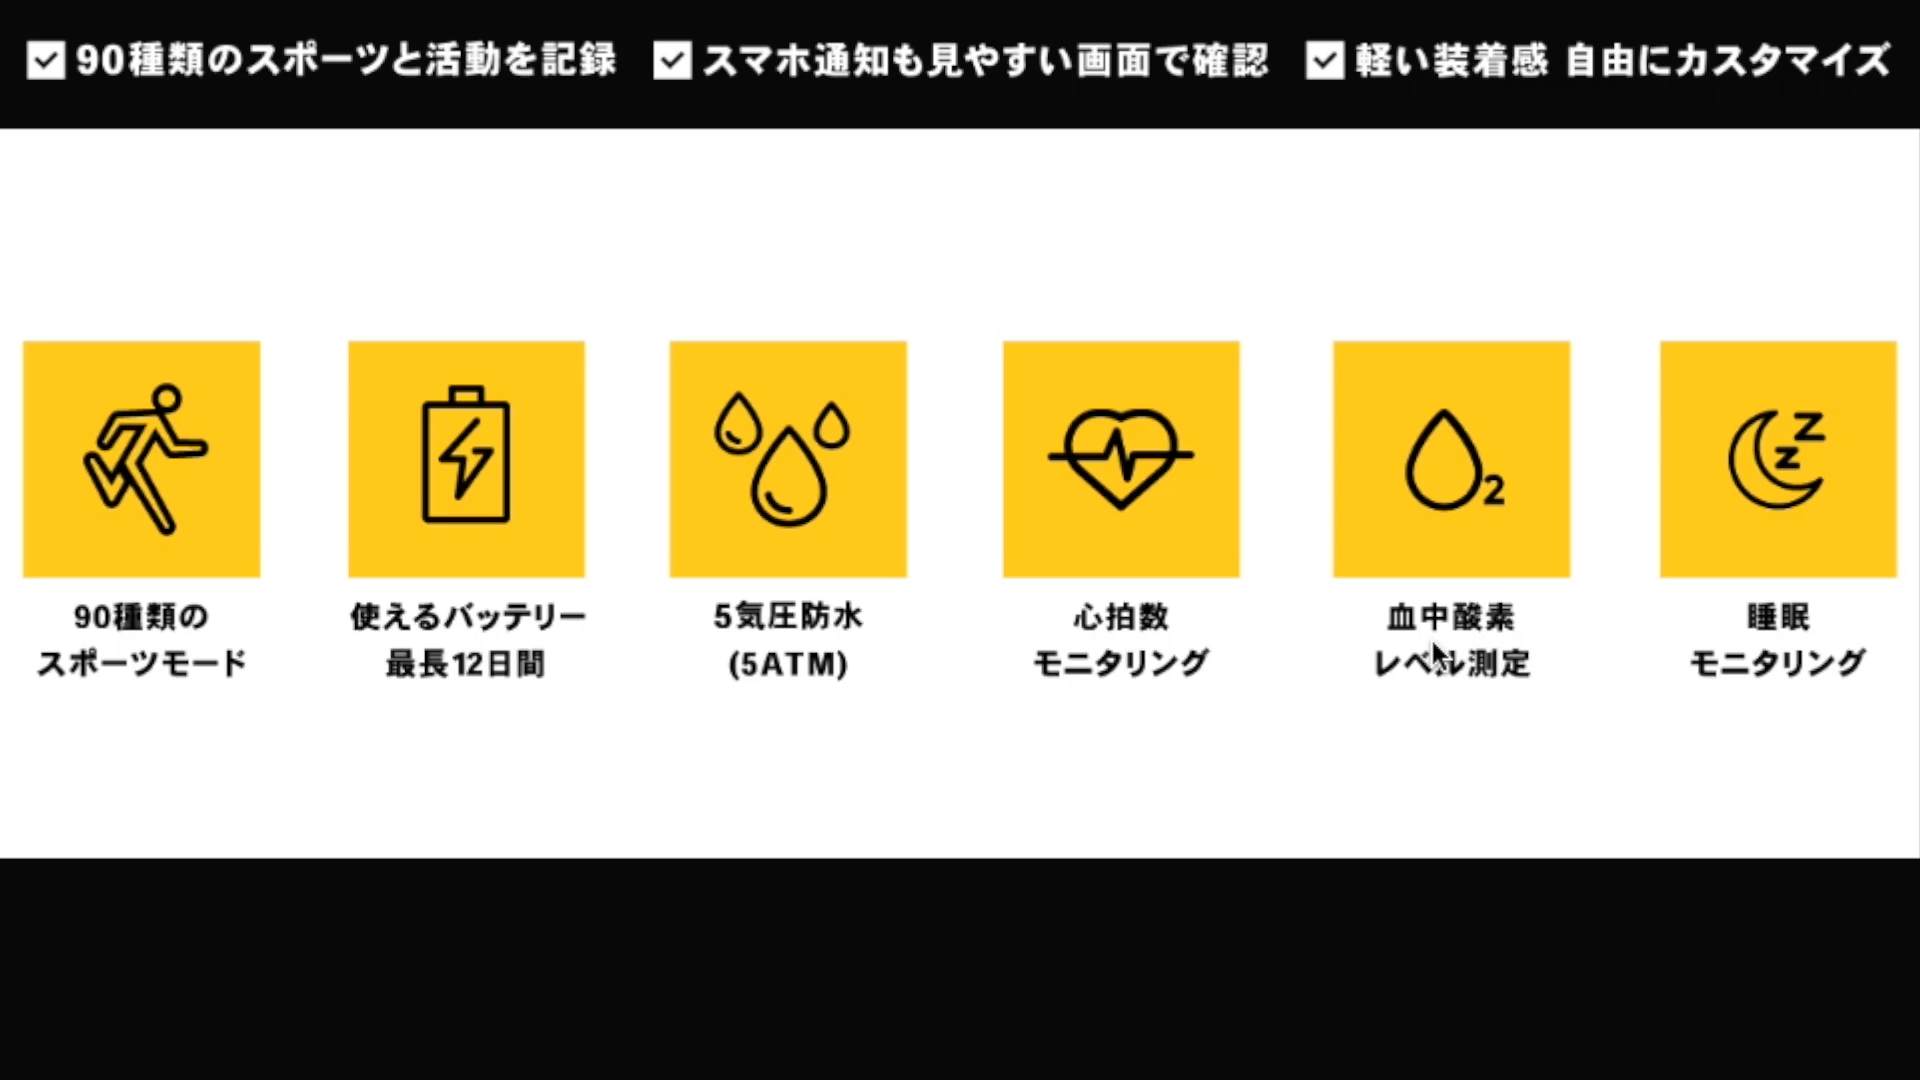 90種類のスポーツと活動を記録 スマホ通知も見やすい画面で確認 軽い装着感 自由にカスタマイズ
90種類の
スポーツモード
使えるバッテリー
最長12日間
5気圧防水
(5ATM)
心拍数
モニタリング
2
血中酸素
レベル測定
z z
睡眠
モニタリング